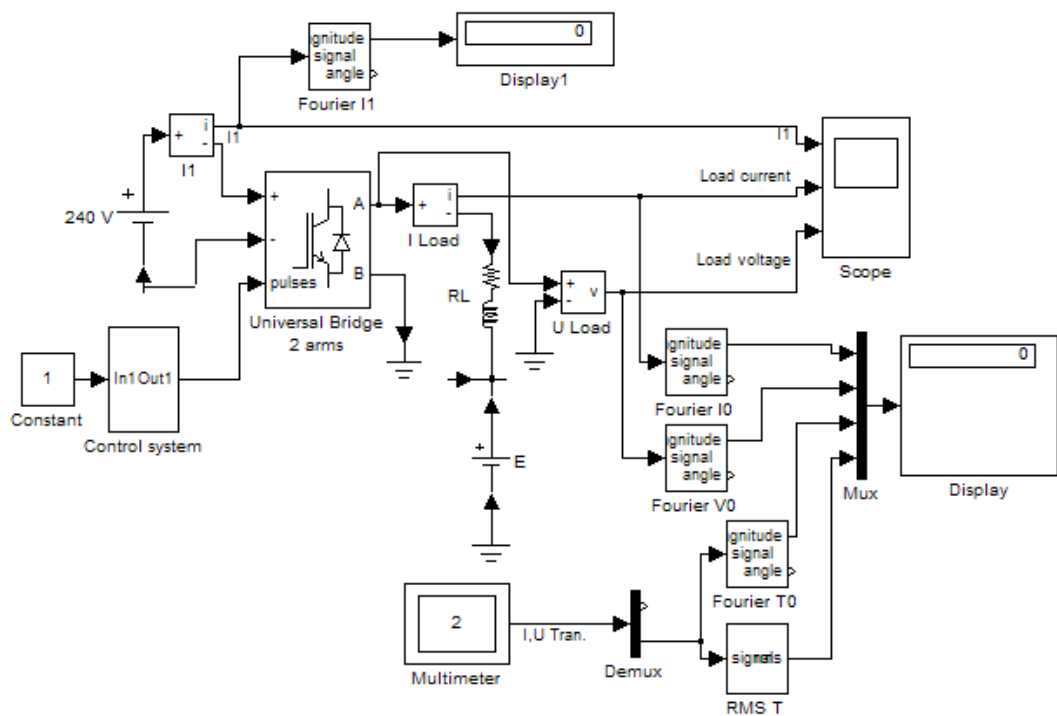 gnitude
signal
angle
Fourier I1
0
Display1
+
i
-
I1
I1
I1
Load current
Load voltage
Scope
+
240 V
+
-
pulses
A
B
Universal Bridge
2 arms
+
i
-
I Load
RL
+
-
v
U Load
1
Constant
In1 Out1
Control system
+
E
gnitude
signal
angle
Fourier I0
gnitude
signal
angle
Fourier V0
Mux
0
Display
gnitude
signal
angle
Fourier T0
2
Multimeter
I,U Tran.
Demux
RMS T